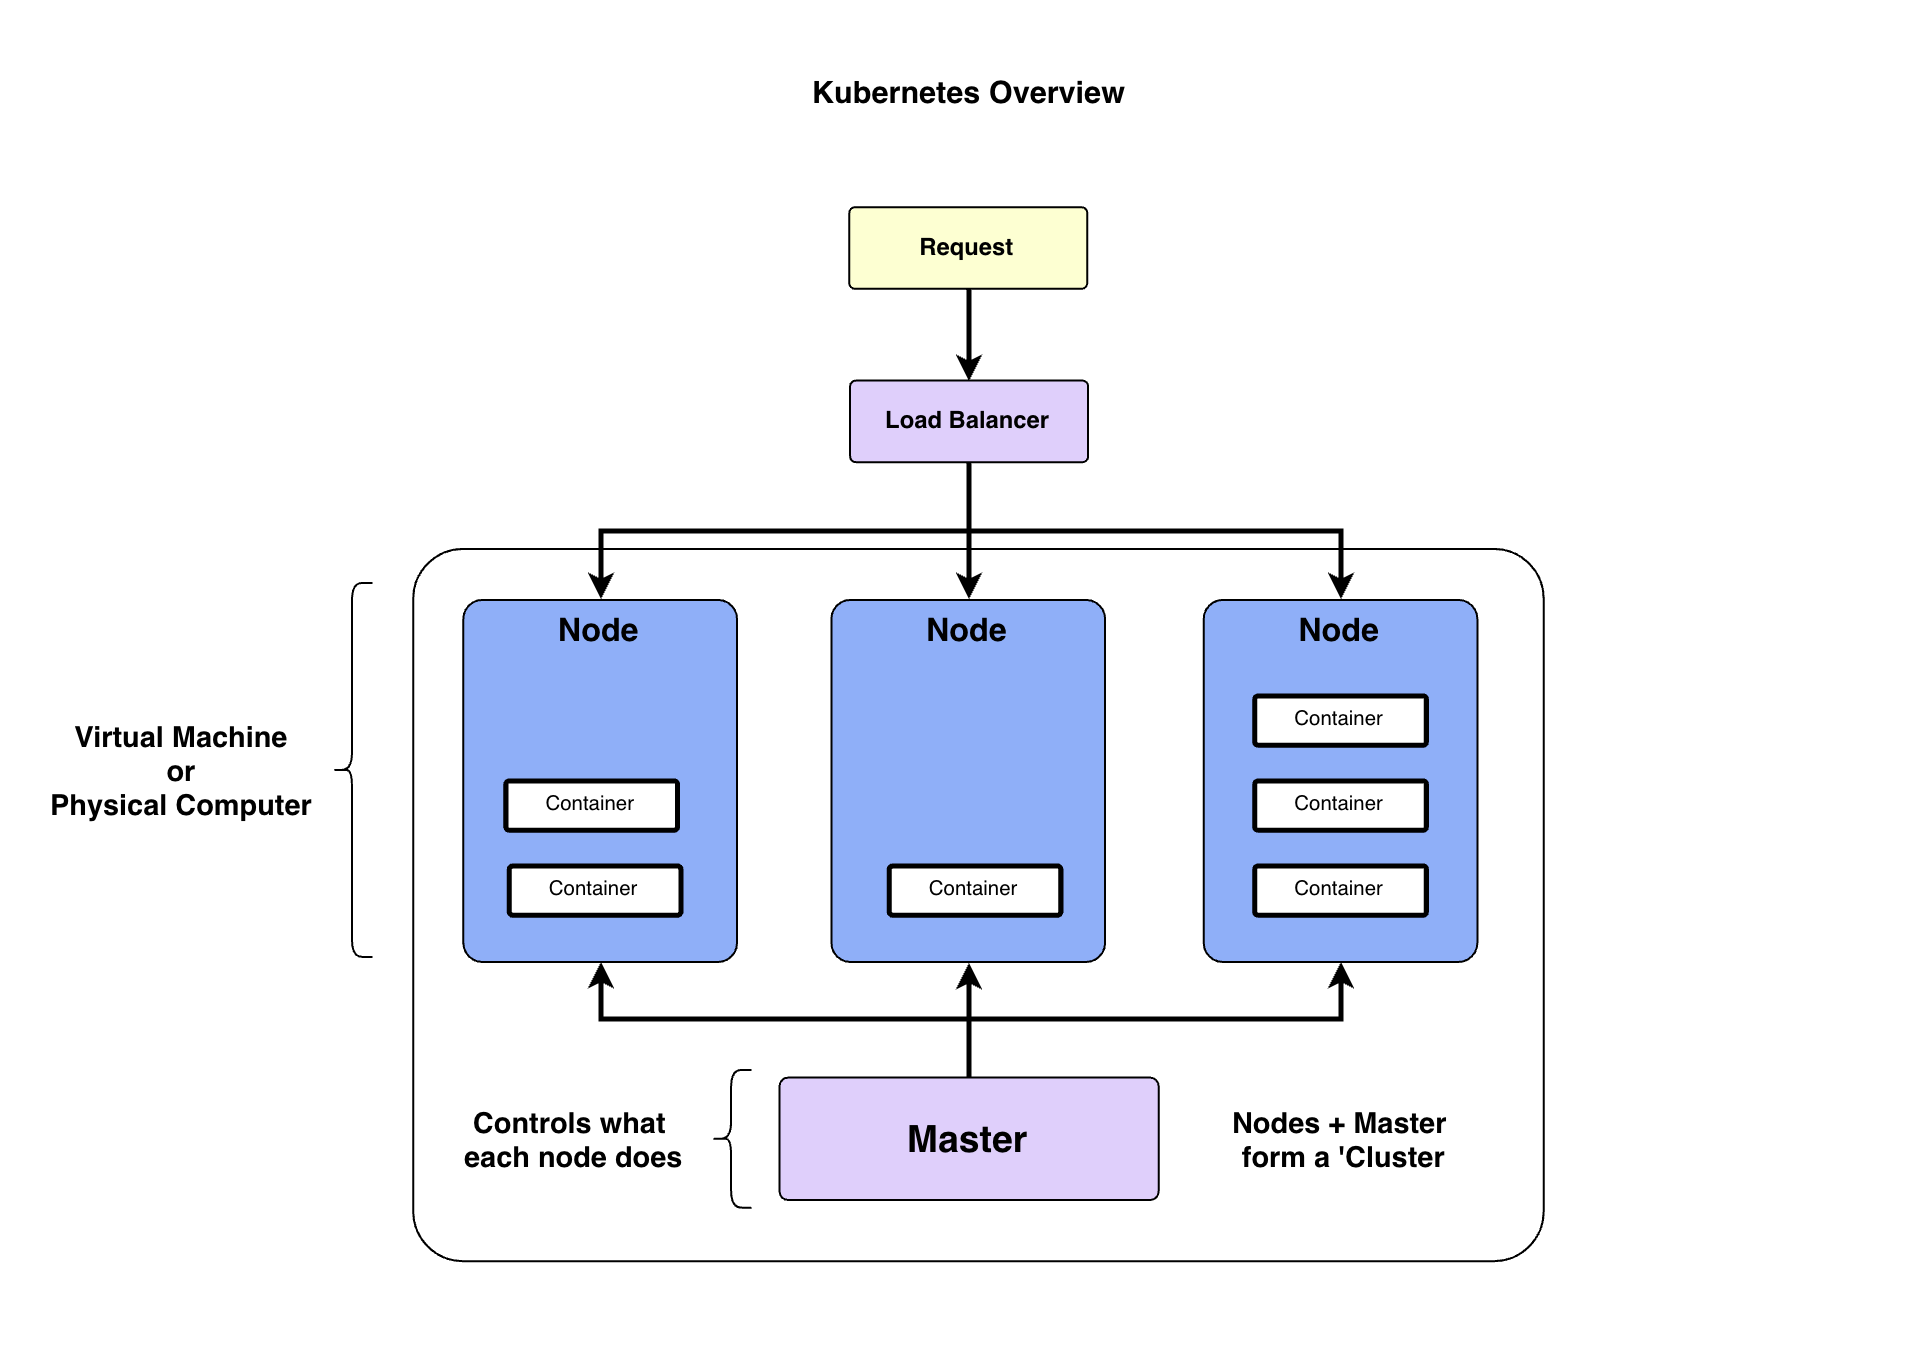 Kubernetes Overview
Request
Load Balancer
Node
Node
Node
Container
Container
Container
Container
Container
Container
Virtual Machine
or
Physical Computer
Controls what
each node does
Master
Nodes + Master
form a 'Cluster